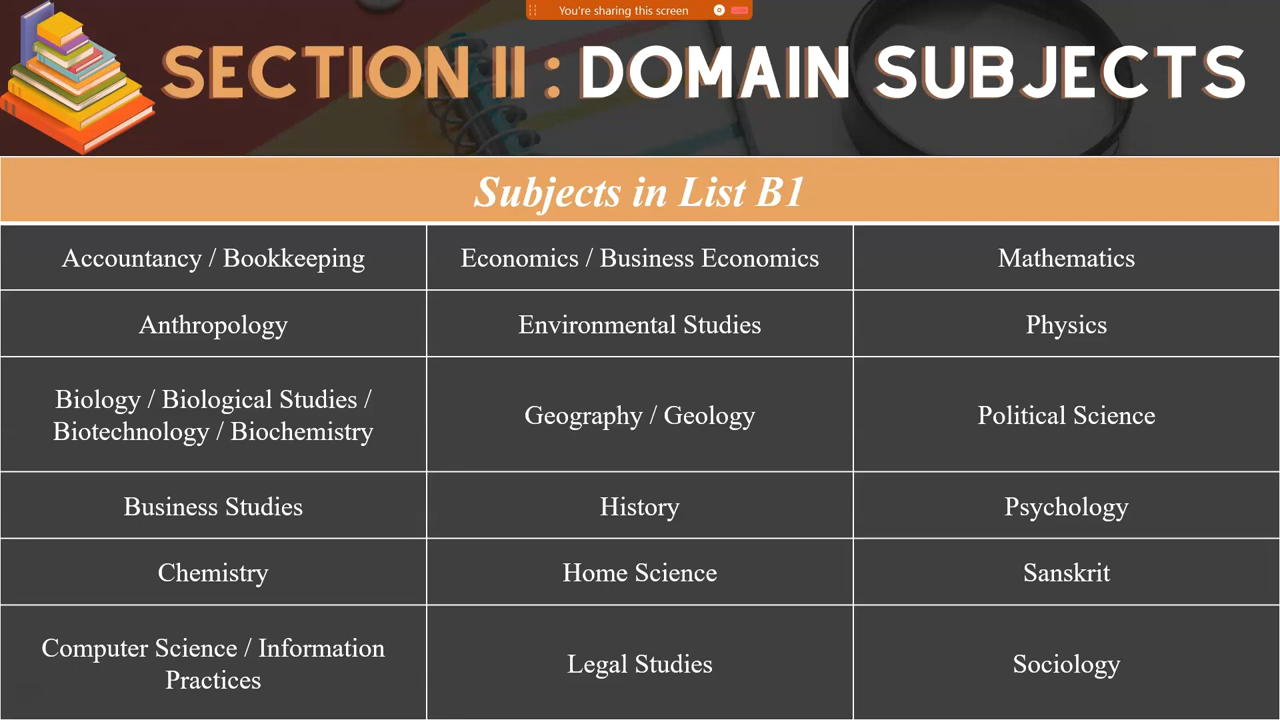 You're sharing this screen
SECTION II : DOMAIN SUBJECTS
Subjects in List B1
Accountancy / Bookkeeping
Economics / Business Economics
Mathematics
Anthropology
Environmental Studies
Physics
Biology / Biological Studies /
Biotechnology / Biochemistry
Geography / Geology
Political Science
Business Studies
History
Psychology
Chemistry
Home Science
Sanskrit
Computer Science / Information
Practices
Legal Studies
Sociology